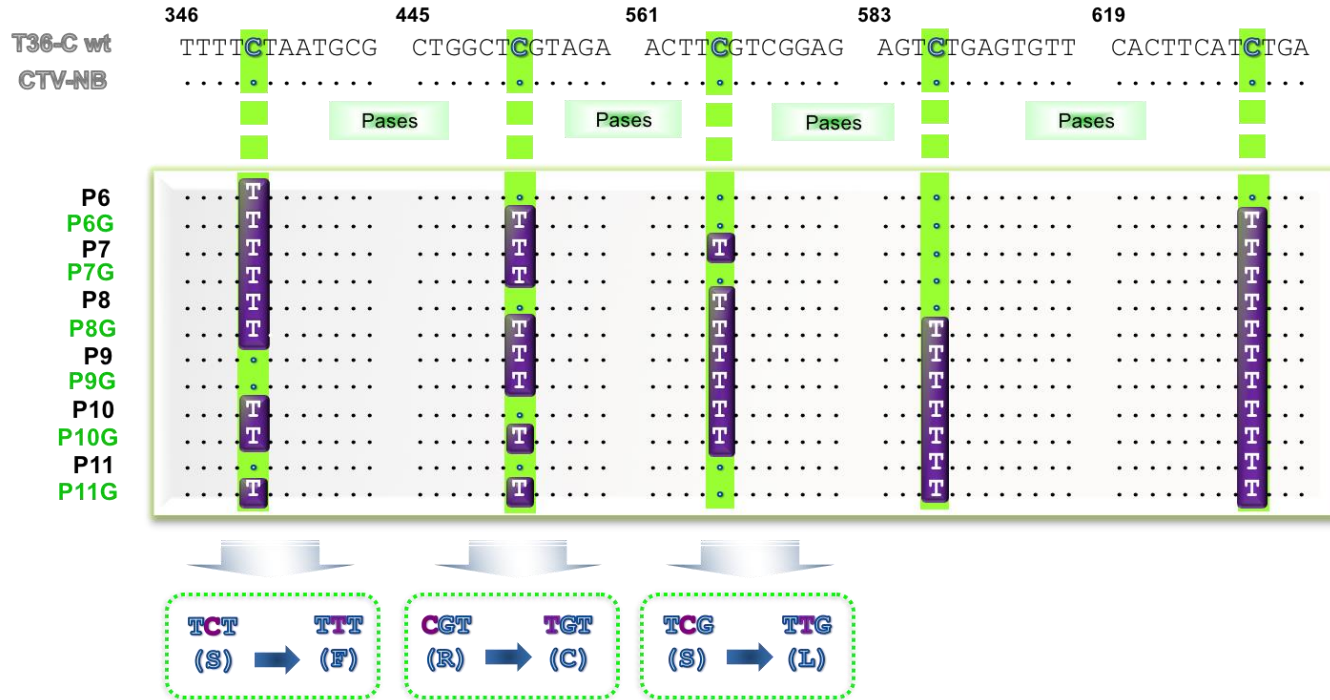 346 445 561 583 619
T36-C wt TTTTCTAATGCG CTGGCTCGTAGA ACTTCGTCGGAG AGTCTGAGTGTT CACTTCATCTGA
CTV-NB ............ ............ ............ ............ ............
Pases Pases Pases Pases
P6 ....T....... ............ ............ ............ ............
P6G ....T....... ......T..... ............ ............ ........T...
P7 ....T....... ......T..... ....T....... ............ ........T...
P7G ....T....... ......T..... ............ ............ ........T...
P8 ....T....... ............ ....T....... ............ ........T...
P8G ....T....... ......T..... ....T....... ...T........ ........T...
P9 ............ ......T..... ....T....... ...T........ ........T...
P9G ............ ......T..... ....T....... ...T........ ........T...
P10 ....T....... ............ ....T....... ...T........ ........T...
P10G ....T....... ......T..... ....T....... ...T........ ........T...
P11 ............ ............ ............ ...T........ ........T...
P11G ....T....... ......T..... ............ ...T........ ........T...
TCT TTT CGT TGT TCG TTG
(S) (F) (R) (C) (S) (L)